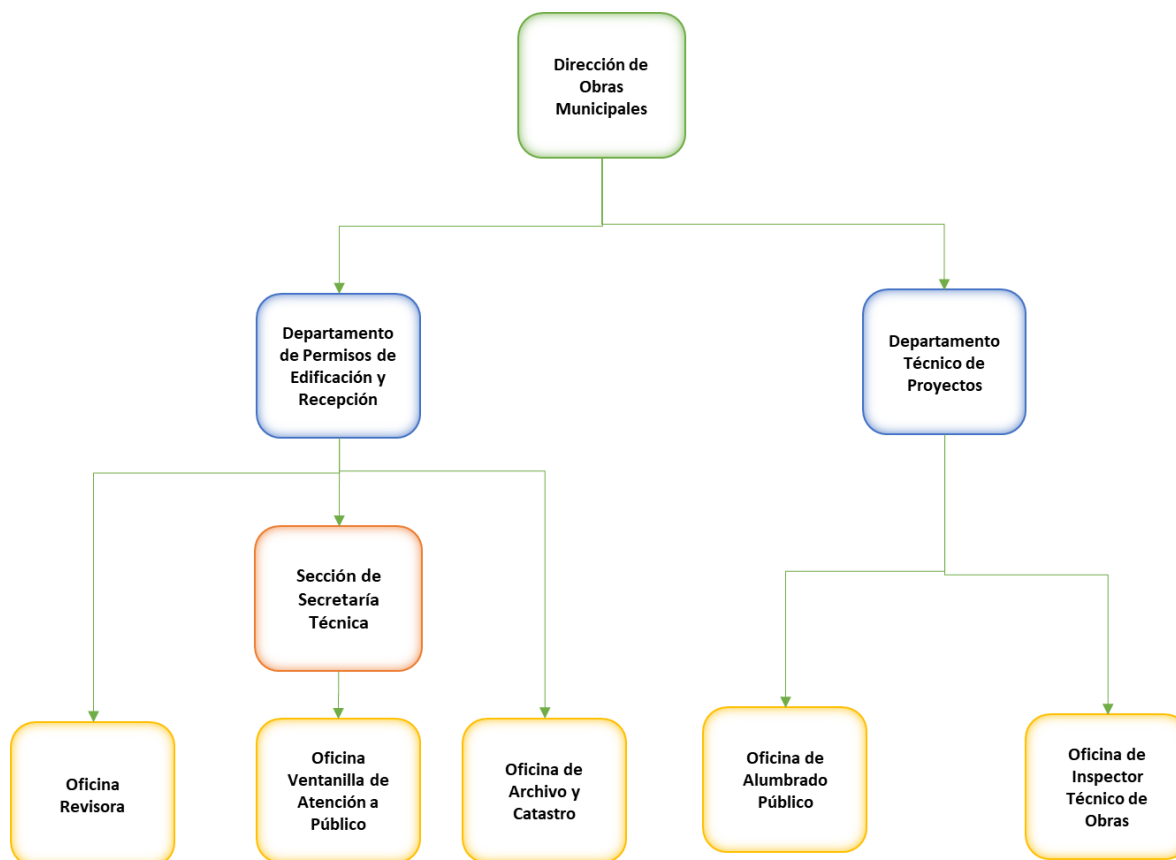 Dirección de
Obras
Municipales
Departamento
de Permisos de
Edificación y
Recepción
Departamento
Técnico de
Proyectos
Sección de
Secretaría
Técnica
Oficina
Revisora
Oficina
Ventanilla de
Atención a
Público
Oficina de
Archivo y
Catastro
Oficina de
Alumbrado
Público
Oficina de
Inspector
Técnico de
Obras